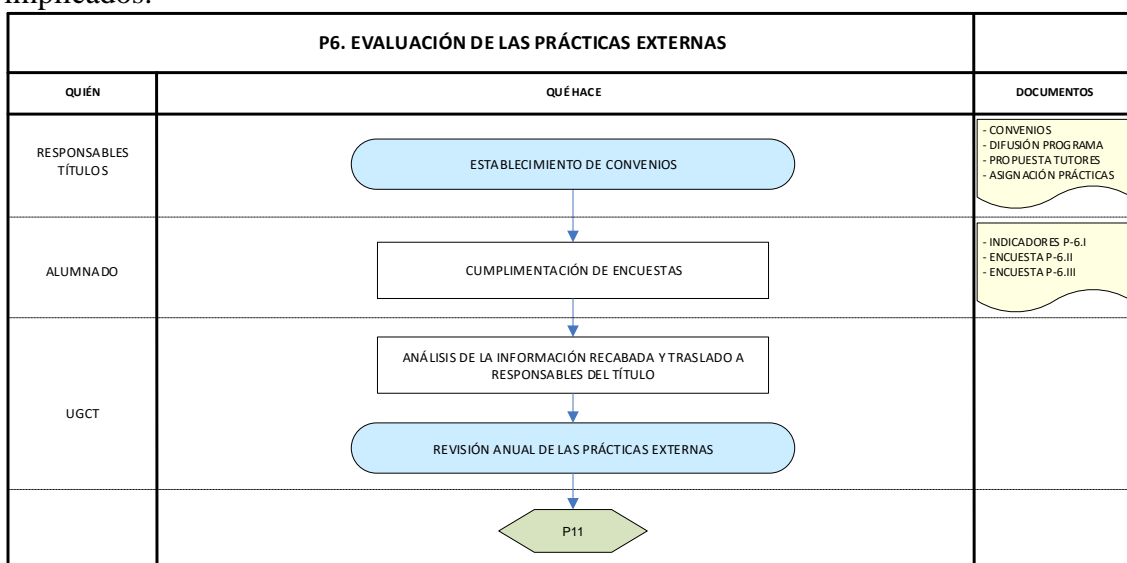 implicados.
P6. EVALUACIÓN DE LAS PRÁCTICAS EXTERNAS
QUIÉN
QUÉ HACE
DOCUMENTOS
RESPONSABLES
TÍTULOS
ESTABLECIMIENTO DE CONVENIOS
- CONVENIOS
- DIFUSIÓN PROGRAMA
- PROPUESTA TUTORES
- ASIGNACIÓN PRÁCTICAS
ALUMNADO
CUMPLIMENTACIÓN DE ENCUESTAS
- INDICADORES P-6.I
- ENCUESTA P-6.II
- ENCUESTA P-6.III
UGCT
ANÁLISIS DE LA INFORMACIÓN RECABADA Y TRASLADO A
RESPONSABLES DEL TÍTULO
REVISIÓN ANUAL DE LAS PRÁCTICAS EXTERNAS
P11